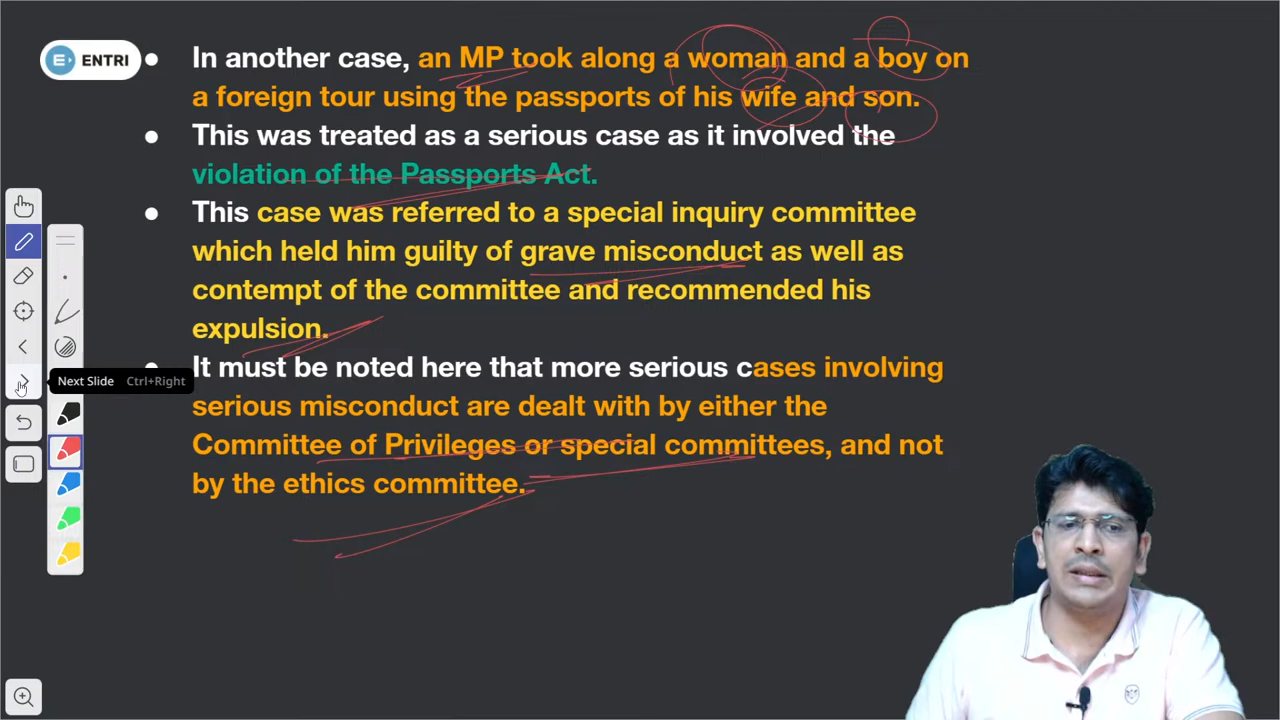 ENTRI
● In another case, an MP took along a woman and a boy on
a foreign tour using the passports of his wife and son.
● This was treated as a serious case as it involved the
violation of the Passports Act.
● This case was referred to a special inquiry committee
which held him guilty of grave misconduct as well as
contempt of the committee and recommended his
expulsion.
● It must be noted here that more serious cases involving
Next Slide Ctrl+Right
serious misconduct are dealt with by either the
Committee of Privileges or special committees, and not
by the ethics committee.